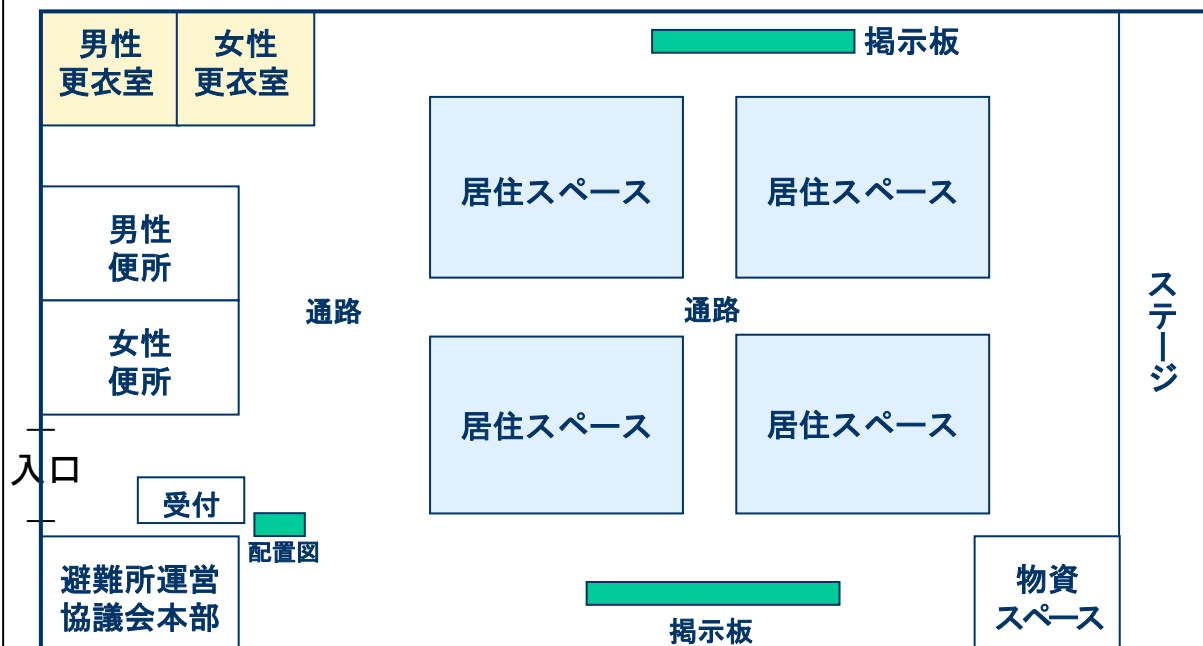 男性
更衣室
女性
更衣室
掲示板
居住スペース
居住スペース
男性
便所
通路
通路
ステージ
女性
便所
居住スペース
居住スペース
入口
受付
配置図
避難所運営
協議会本部
物資
スペース
掲示板